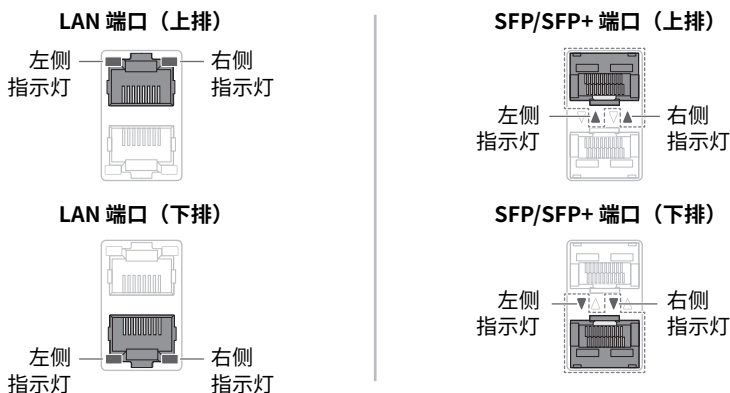 LAN 端口（上排）
左侧
指示灯
右侧
指示灯
SFP/SFP+ 端口（上排）
左侧
指示灯
右侧
指示灯
LAN 端口（下排）
左侧
指示灯
右侧
指示灯
SFP/SFP+ 端口（下排）
左侧
指示灯
右侧
指示灯